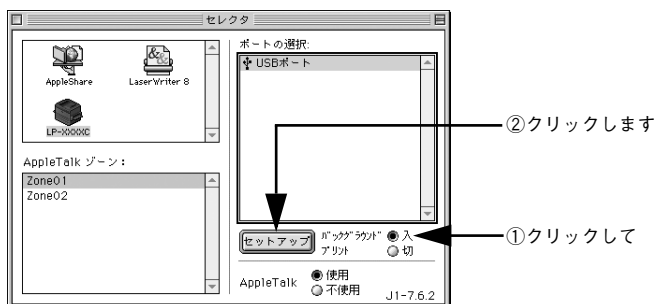 セレクタ
AppleShare
LaserWriter 8
LP-XXXXC
AppleTalk ゾーン：
Zone01
Zone02
ポートの選択:
USBポート
セットアップ
バックグラウンド
プリント
入
切
AppleTalk
使用
不使用
J1-7.6.2
②クリックします
①クリックして